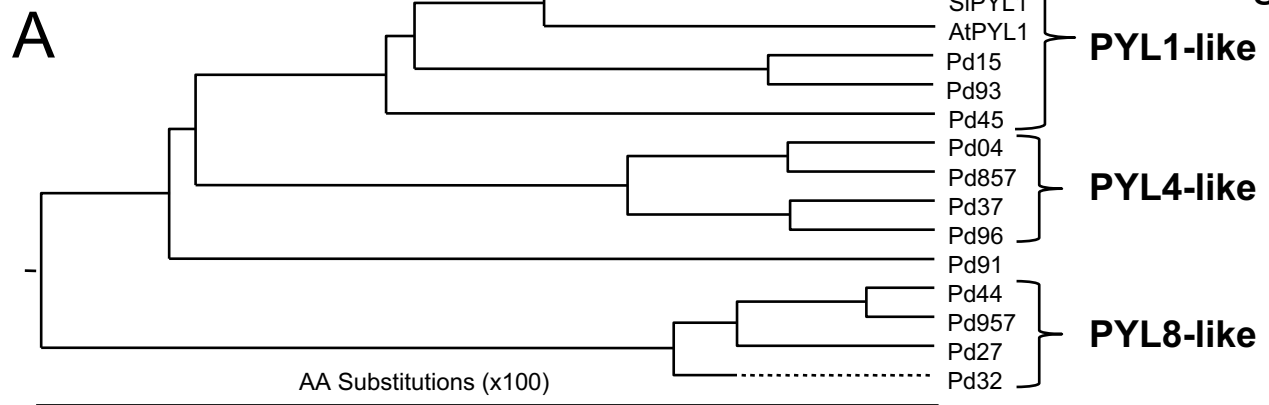 A
SlPYL1
AtPYL1
PYL1-like
Pd15
Pd93
Pd45
Pd04
Pd857
PYL4-like
Pd37
Pd96
Pd91
Pd44
Pd957
PYL8-like
Pd27
Pd32
AA Substitutions (x100)